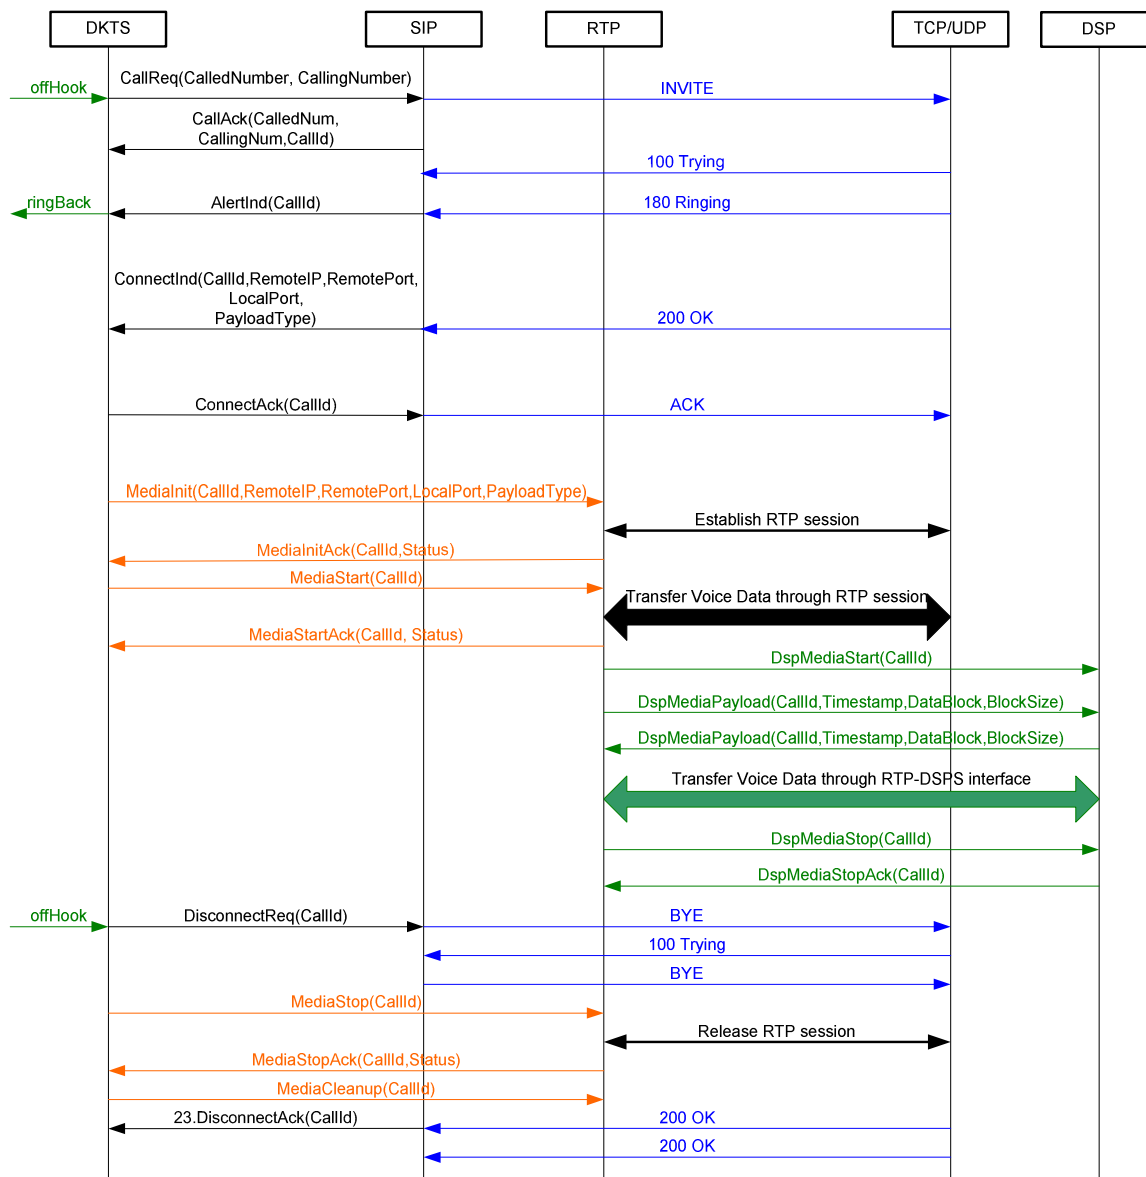 DKTS
SIP
RTP
TCP/UDP
DSP
offHook
CallReq(CalledNumber, CallingNumber)
INVITE
CallAck(CalledNum,
CallingNum,CallId)
100 Trying
ringBack
AlertInd(CallId)
180 Ringing
ConnectInd(CallId,RemoteIP,RemotePort,
LocalPort,
PayloadType)
200 OK
ConnectAck(CallId)
ACK
MediaInit(CallId,RemoteIP,RemotePort,LocalPort,PayloadType)
Establish RTP session
MediaInitAck(CallId,Status)
MediaStart(CallId)
Transfer Voice Data through RTP session
MediaStartAck(CallId, Status)
DspMediaStart(CallId)
DspMediaPayload(CallId,Timestamp,DataBlock,BlockSize)
DspMediaPayload(CallId,Timestamp,DataBlock,BlockSize)
Transfer Voice Data through RTP-DSPS interface
DspMediaStop(CallId)
DspMediaStopAck(CallId)
offHook
DisconnectReq(CallId)
BYE
100 Trying
BYE
MediaStop(CallId)
Release RTP session
MediaStopAck(CallId,Status)
MediaCleanup(CallId)
23.DisconnectAck(CallId)
200 OK
200 OK